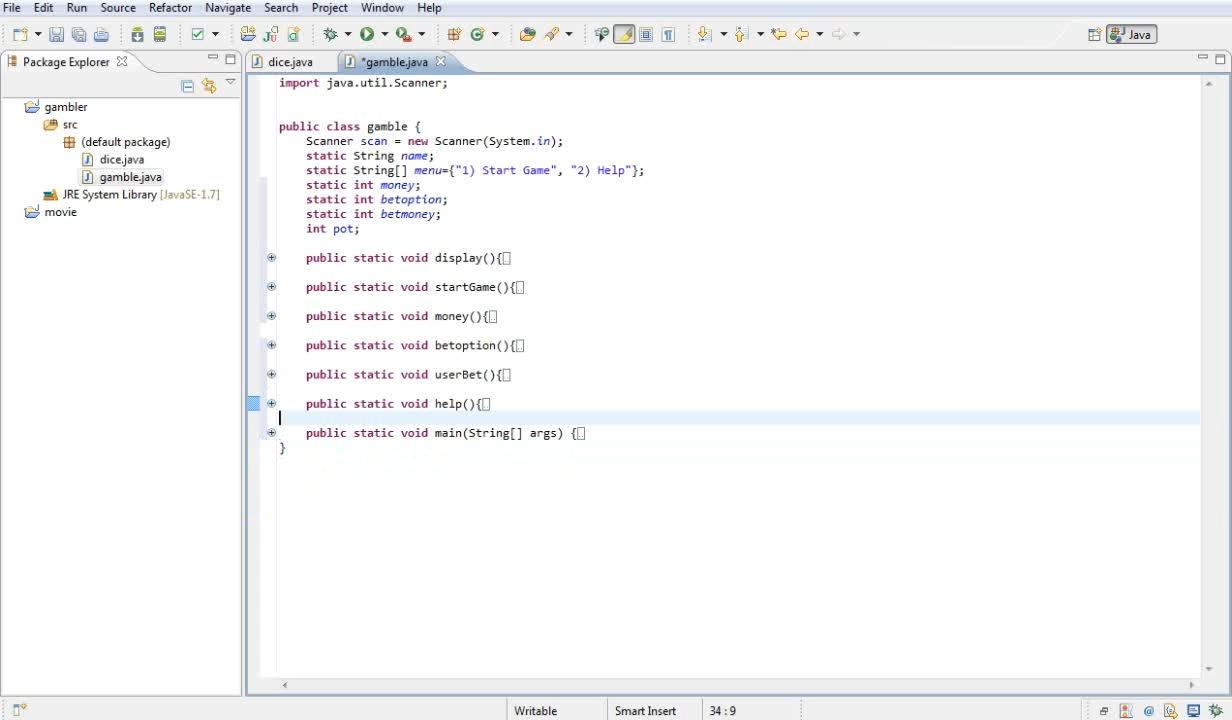 File Edit Run Source Refactor Navigate Search Project Window Help
Java
Package Explorer
dice.java
*gamble.java
gambler
src
(default package)
dice.java
gamble.java
JRE System Library [JavaSE-1.7]
movie
import java.util.Scanner;
public class gamble {
Scanner scan = new Scanner(System.in);
static String name;
static String[] menu={"1) Start Game", "2) Help"};
static int money;
static int betoption;
static int betmoney;
int pot;
public static void display(){
public static void startGame(){
public static void money(){
public static void betoption(){
public static void userBet(){
public static void help(){
public static void main(String[] args) {
}
Writable
Smart Insert
34 : 9